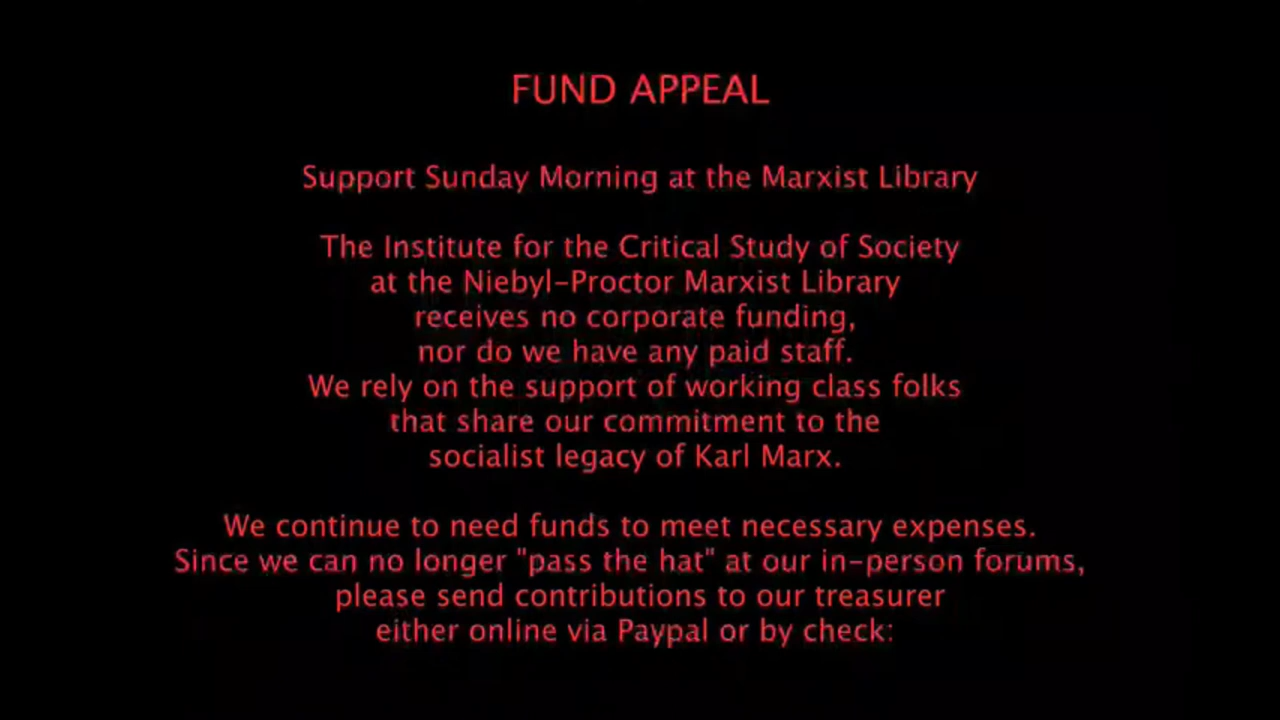 FUND APPEAL
Support Sunday Morning at the Marxist Library
The Institute for the Critical Study of Society
at the Niebyl-Proctor Marxist Library
receives no corporate funding,
nor do we have any paid staff.
We rely on the support of working class folks
that share our commitment to the
socialist legacy of Karl Marx.
We continue to need funds to meet necessary expenses.
Since we can no longer "pass the hat" at our in-person forums,
please send contributions to our treasurer
either online via Paypal or by check: